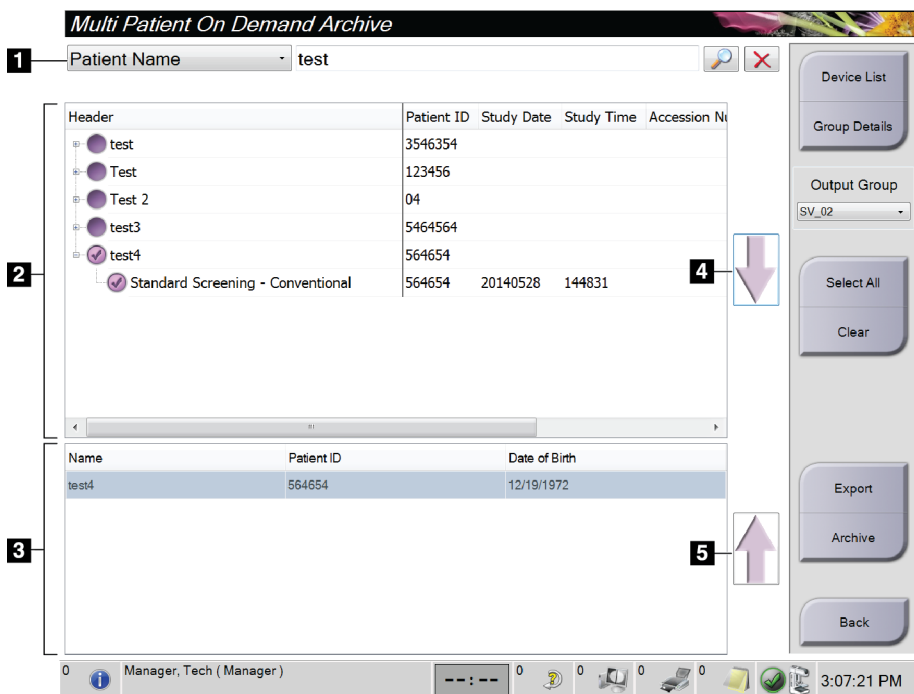 Multi Patient On Demand Archive
1
Patient Name
test
Device List
Group Details
Output Group
SV_02
Select All
Clear
Export
Archive
Back
2
Header Patient ID Study Date Study Time Accession Nu
test 3546354
Test 123456
Test 2 04
test3 5464564
test4 564654
Standard Screening - Conventional 564654 20140528 144831
4
3
Name Patient ID Date of Birth
test4 564654 12/19/1972
5
0 Manager, Tech ( Manager ) --:-- 0 0 0 0 3:07:21 PM